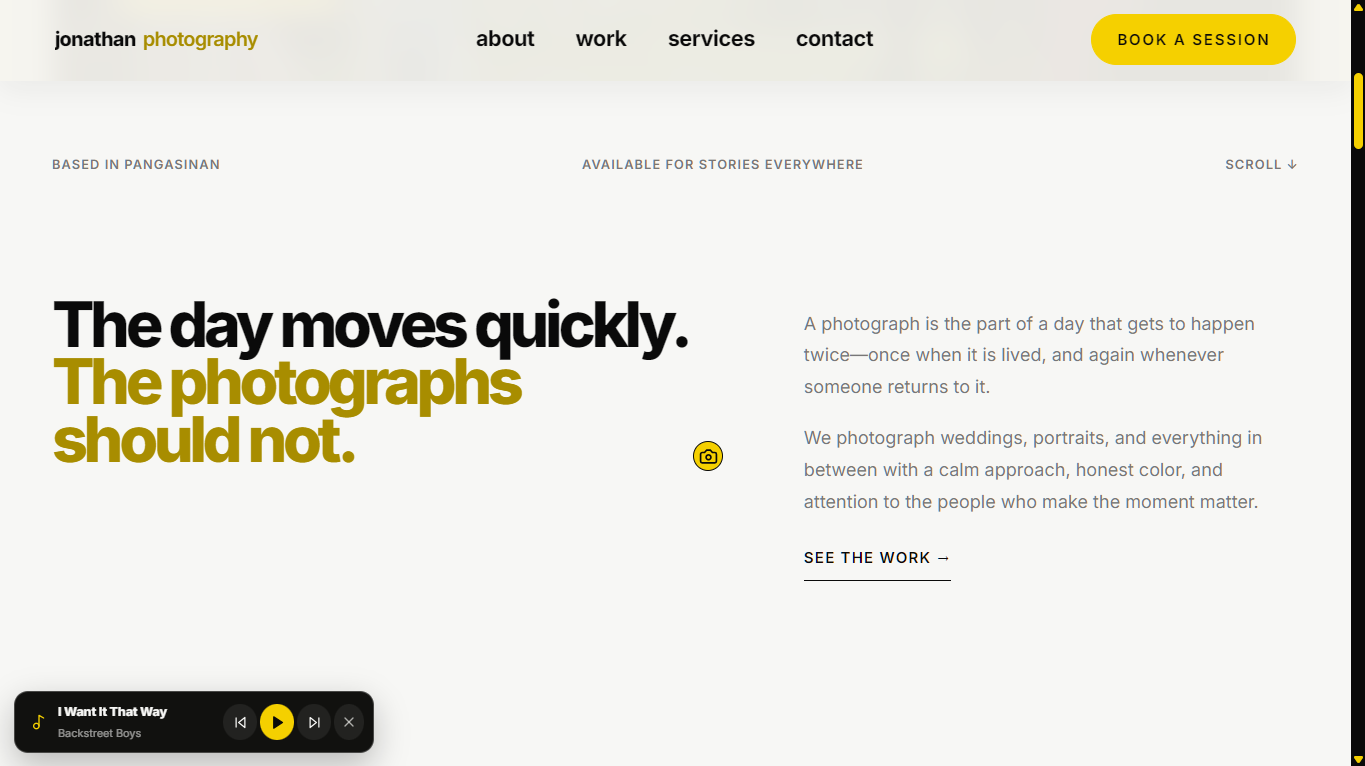 jonathan photography
about work services contact
BOOK A SESSION
BASED IN PANGASINAN
AVAILABLE FOR STORIES EVERYWHERE
SCROLL ↓
The day moves quickly.
The photographs
should not.
A photograph is the part of a day that gets to happen
twice—once when it is lived, and again whenever
someone returns to it.
We photograph weddings, portraits, and everything in
between with a calm approach, honest color, and
attention to the people who make the moment matter.
SEE THE WORK →
I Want It That Way
Backstreet Boys